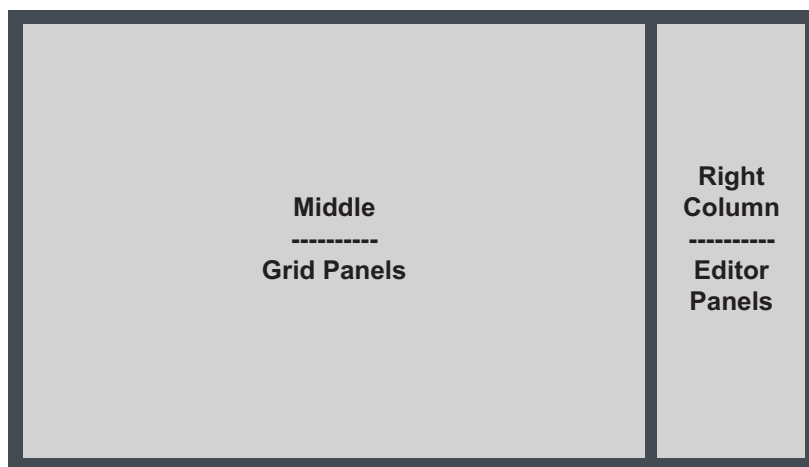 Middle
----------
Grid Panels
Right
Column
----------
Editor
Panels